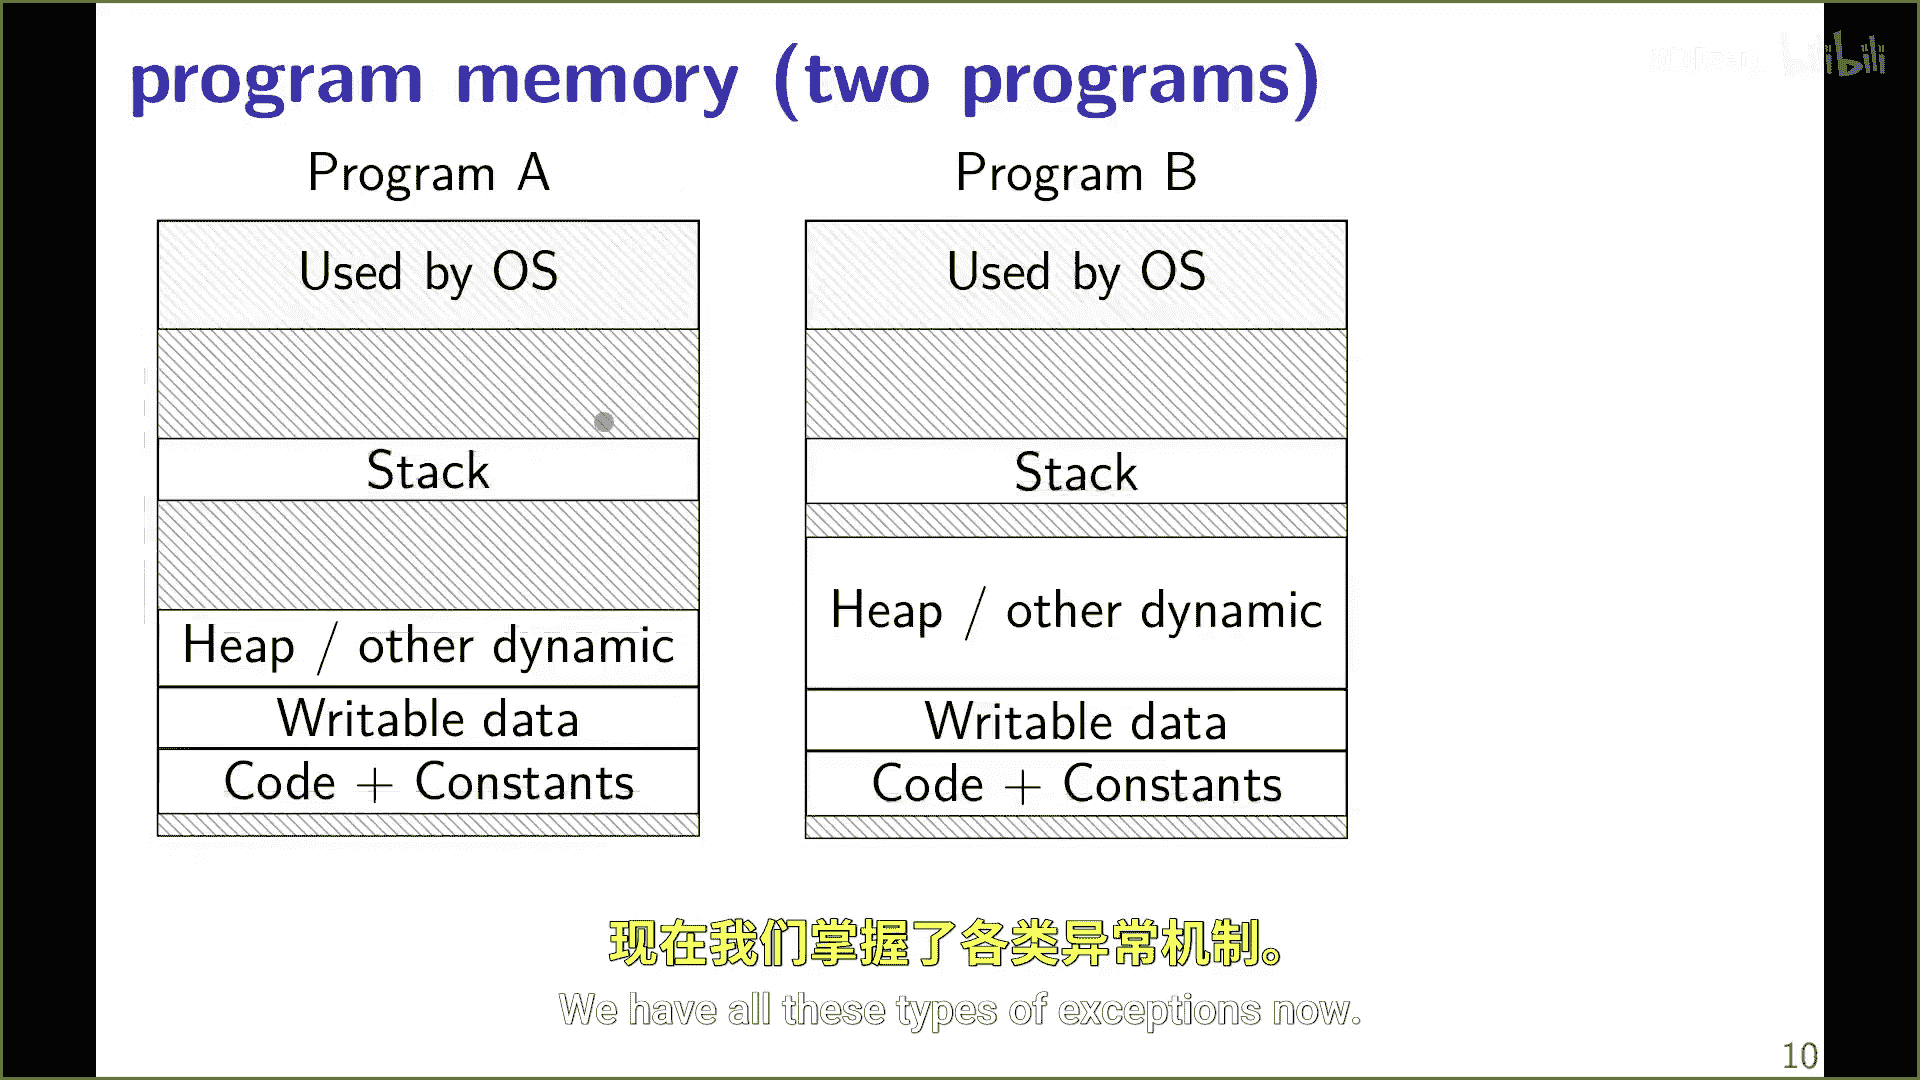 program memory (two programs)
Program A
Used by OS
Stack
Heap / other dynamic
Writable data
Code + Constants
Program B
Used by OS
Stack
Heap / other dynamic
Writable data
Code + Constants
现在我们掌握了各类异常机制。
We have all these types of exceptions now.
10
bilibili